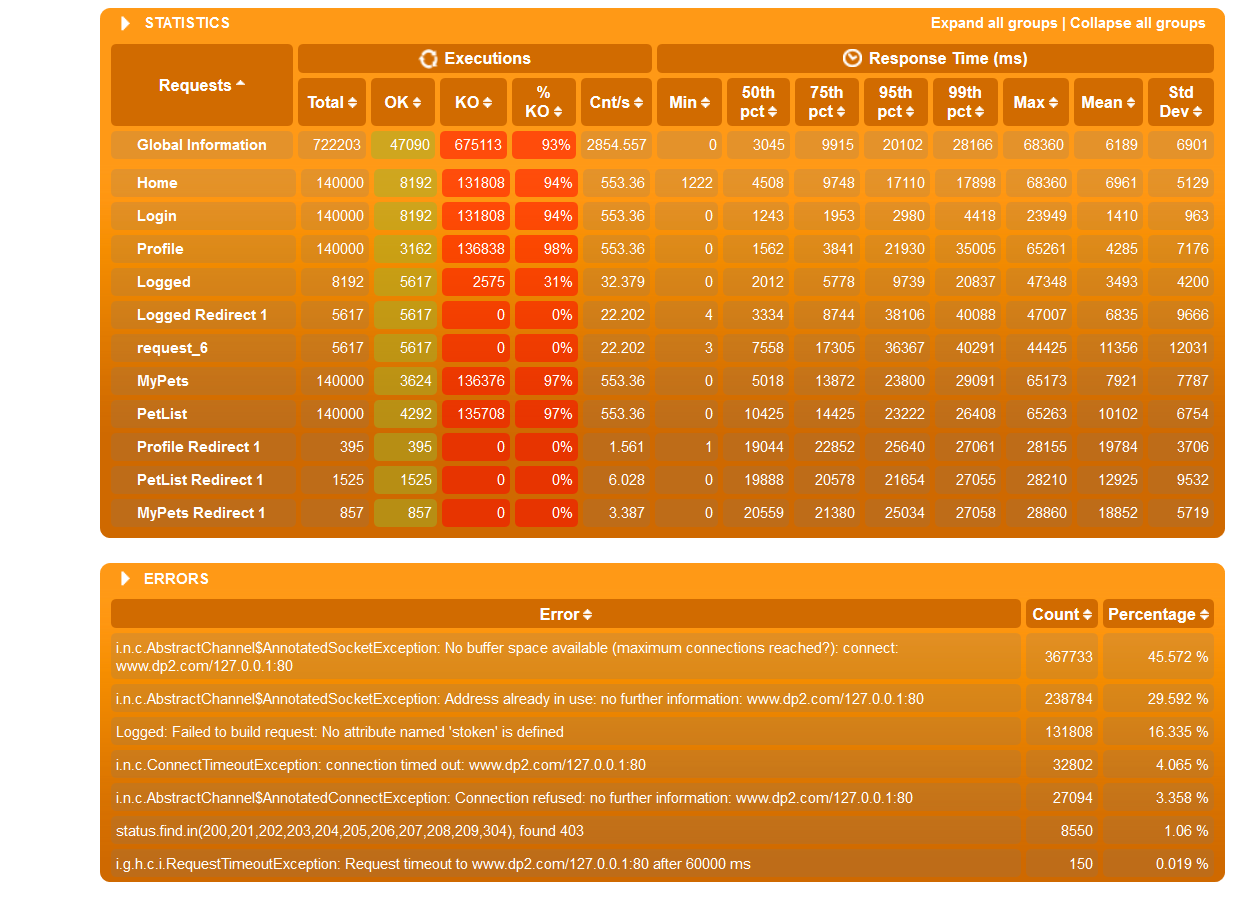 STATISTICS Expand all groups | Collapse all groups
Requests Executions Response Time (ms)
Total OK KO % KO Cnt/s Min 50th pct 75th pct 95th pct 99th pct Max Mean Std Dev
Global Information 722203 47090 675113 93% 2854.557 0 3045 9915 20102 28166 68360 6189 6901
Home 140000 8192 131808 94% 553.36 1222 4508 9748 17110 17898 68360 6961 5129
Login 140000 8192 131808 94% 553.36 0 1243 1953 2980 4418 23949 1410 963
Profile 140000 3162 136838 98% 553.36 0 1562 3841 21930 35005 65261 4285 7176
Logged 8192 5617 2575 31% 32.379 0 2012 5778 9739 20837 47348 3493 4200
Logged Redirect 1 5617 5617 0 0% 22.202 4 3334 8744 38106 40088 47007 6835 9666
request_6 5617 5617 0 0% 22.202 3 7558 17305 36367 40291 44425 11356 12031
MyPets 140000 3624 136376 97% 553.36 0 5018 13872 23800 29091 65173 7921 7787
PetList 140000 4292 135708 97% 553.36 0 10425 14425 23222 26408 65263 10102 6754
Profile Redirect 1 395 395 0 0% 1.561 1 19044 22852 25640 27061 28155 19784 3706
PetList Redirect 1 1525 1525 0 0% 6.028 0 19888 20578 21654 27055 28210 12925 9532
MyPets Redirect 1 857 857 0 0% 3.387 0 20559 21380 25034 27058 28860 18852 5719
ERRORS
Error Count Percentage
i.n.c.AbstractChannel$AnnotatedSocketException: No buffer space available (maximum connections reached?): connect:
www.dp2.com/127.0.0.1:80 367733 45.572 %
i.n.c.AbstractChannel$AnnotatedSocketException: Address already in use: no further information: www.dp2.com/127.0.0.1:80 238784 29.592 %
Logged: Failed to build request: No attribute named 'stoken' is defined 131808 16.335 %
i.n.c.ConnectTimeoutException: connection timed out: www.dp2.com/127.0.0.1:80 32802 4.065 %
i.n.c.AbstractChannel$AnnotatedConnectException: Connection refused: no further information: www.dp2.com/127.0.0.1:80 27094 3.358 %
status.find.in(200,201,202,203,204,205,206,207,208,209,304), found 403 8550 1.06 %
i.g.h.c.i.RequestTimeoutException: Request timeout to www.dp2.com/127.0.0.1:80 after 60000 ms 150 0.019 %